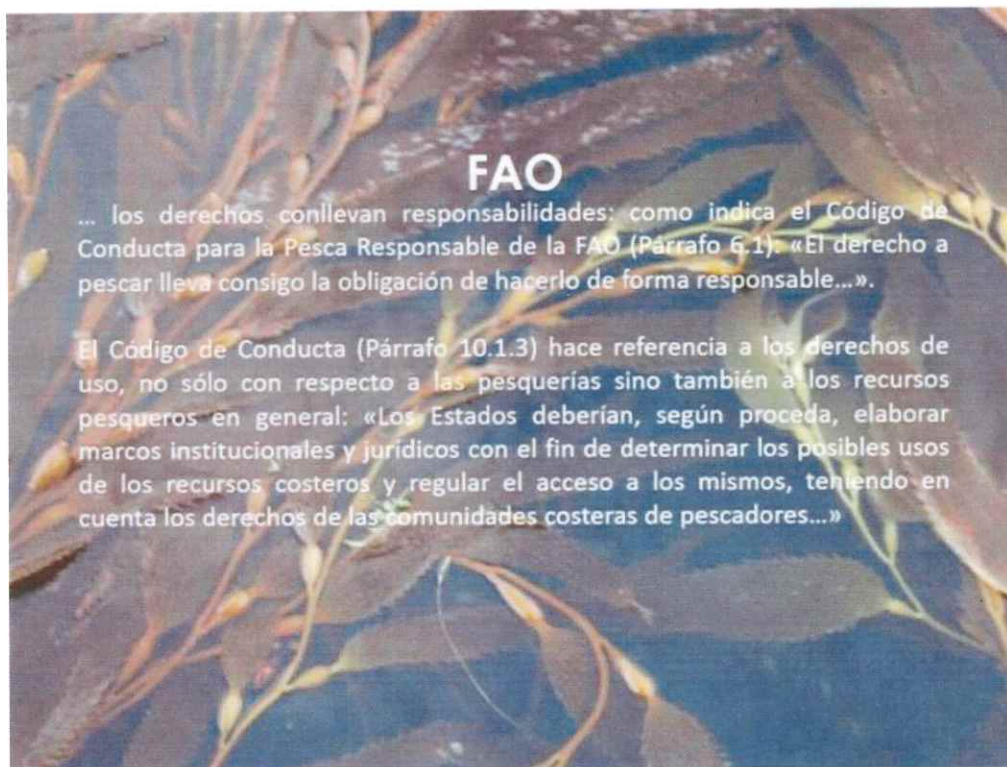 FAO
... los derechos conllevan responsabilidades: como indica el Código de
Conducta para la Pesca Responsable de la FAO (Párrafo 6.1): «El derecho a
pescar lleva consigo la obligación de hacerlo de forma responsable...».
El Código de Conducta (Párrafo 10.1.3) hace referencia a los derechos de
uso, no sólo con respecto a las pesquerías sino también a los recursos
pesqueros en general: «Los Estados deberían, según proceda, elaborar
marcos institucionales y jurídicos con el fin de determinar los posibles usos
de los recursos costeros y regular el acceso a los mismos, teniendo en
cuenta los derechos de las comunidades costeras de pescadores...»